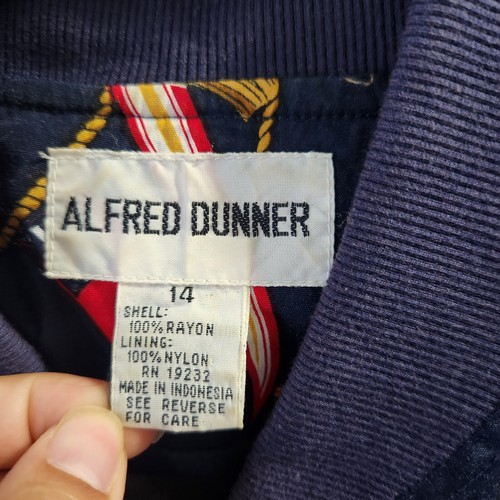 ALFRED DUNNER
14
SHELL:
100% RAYON
LINING:
100% NYLON
RN 19232
MADE IN INDONESIA
SEE REVERSE
FOR CARE